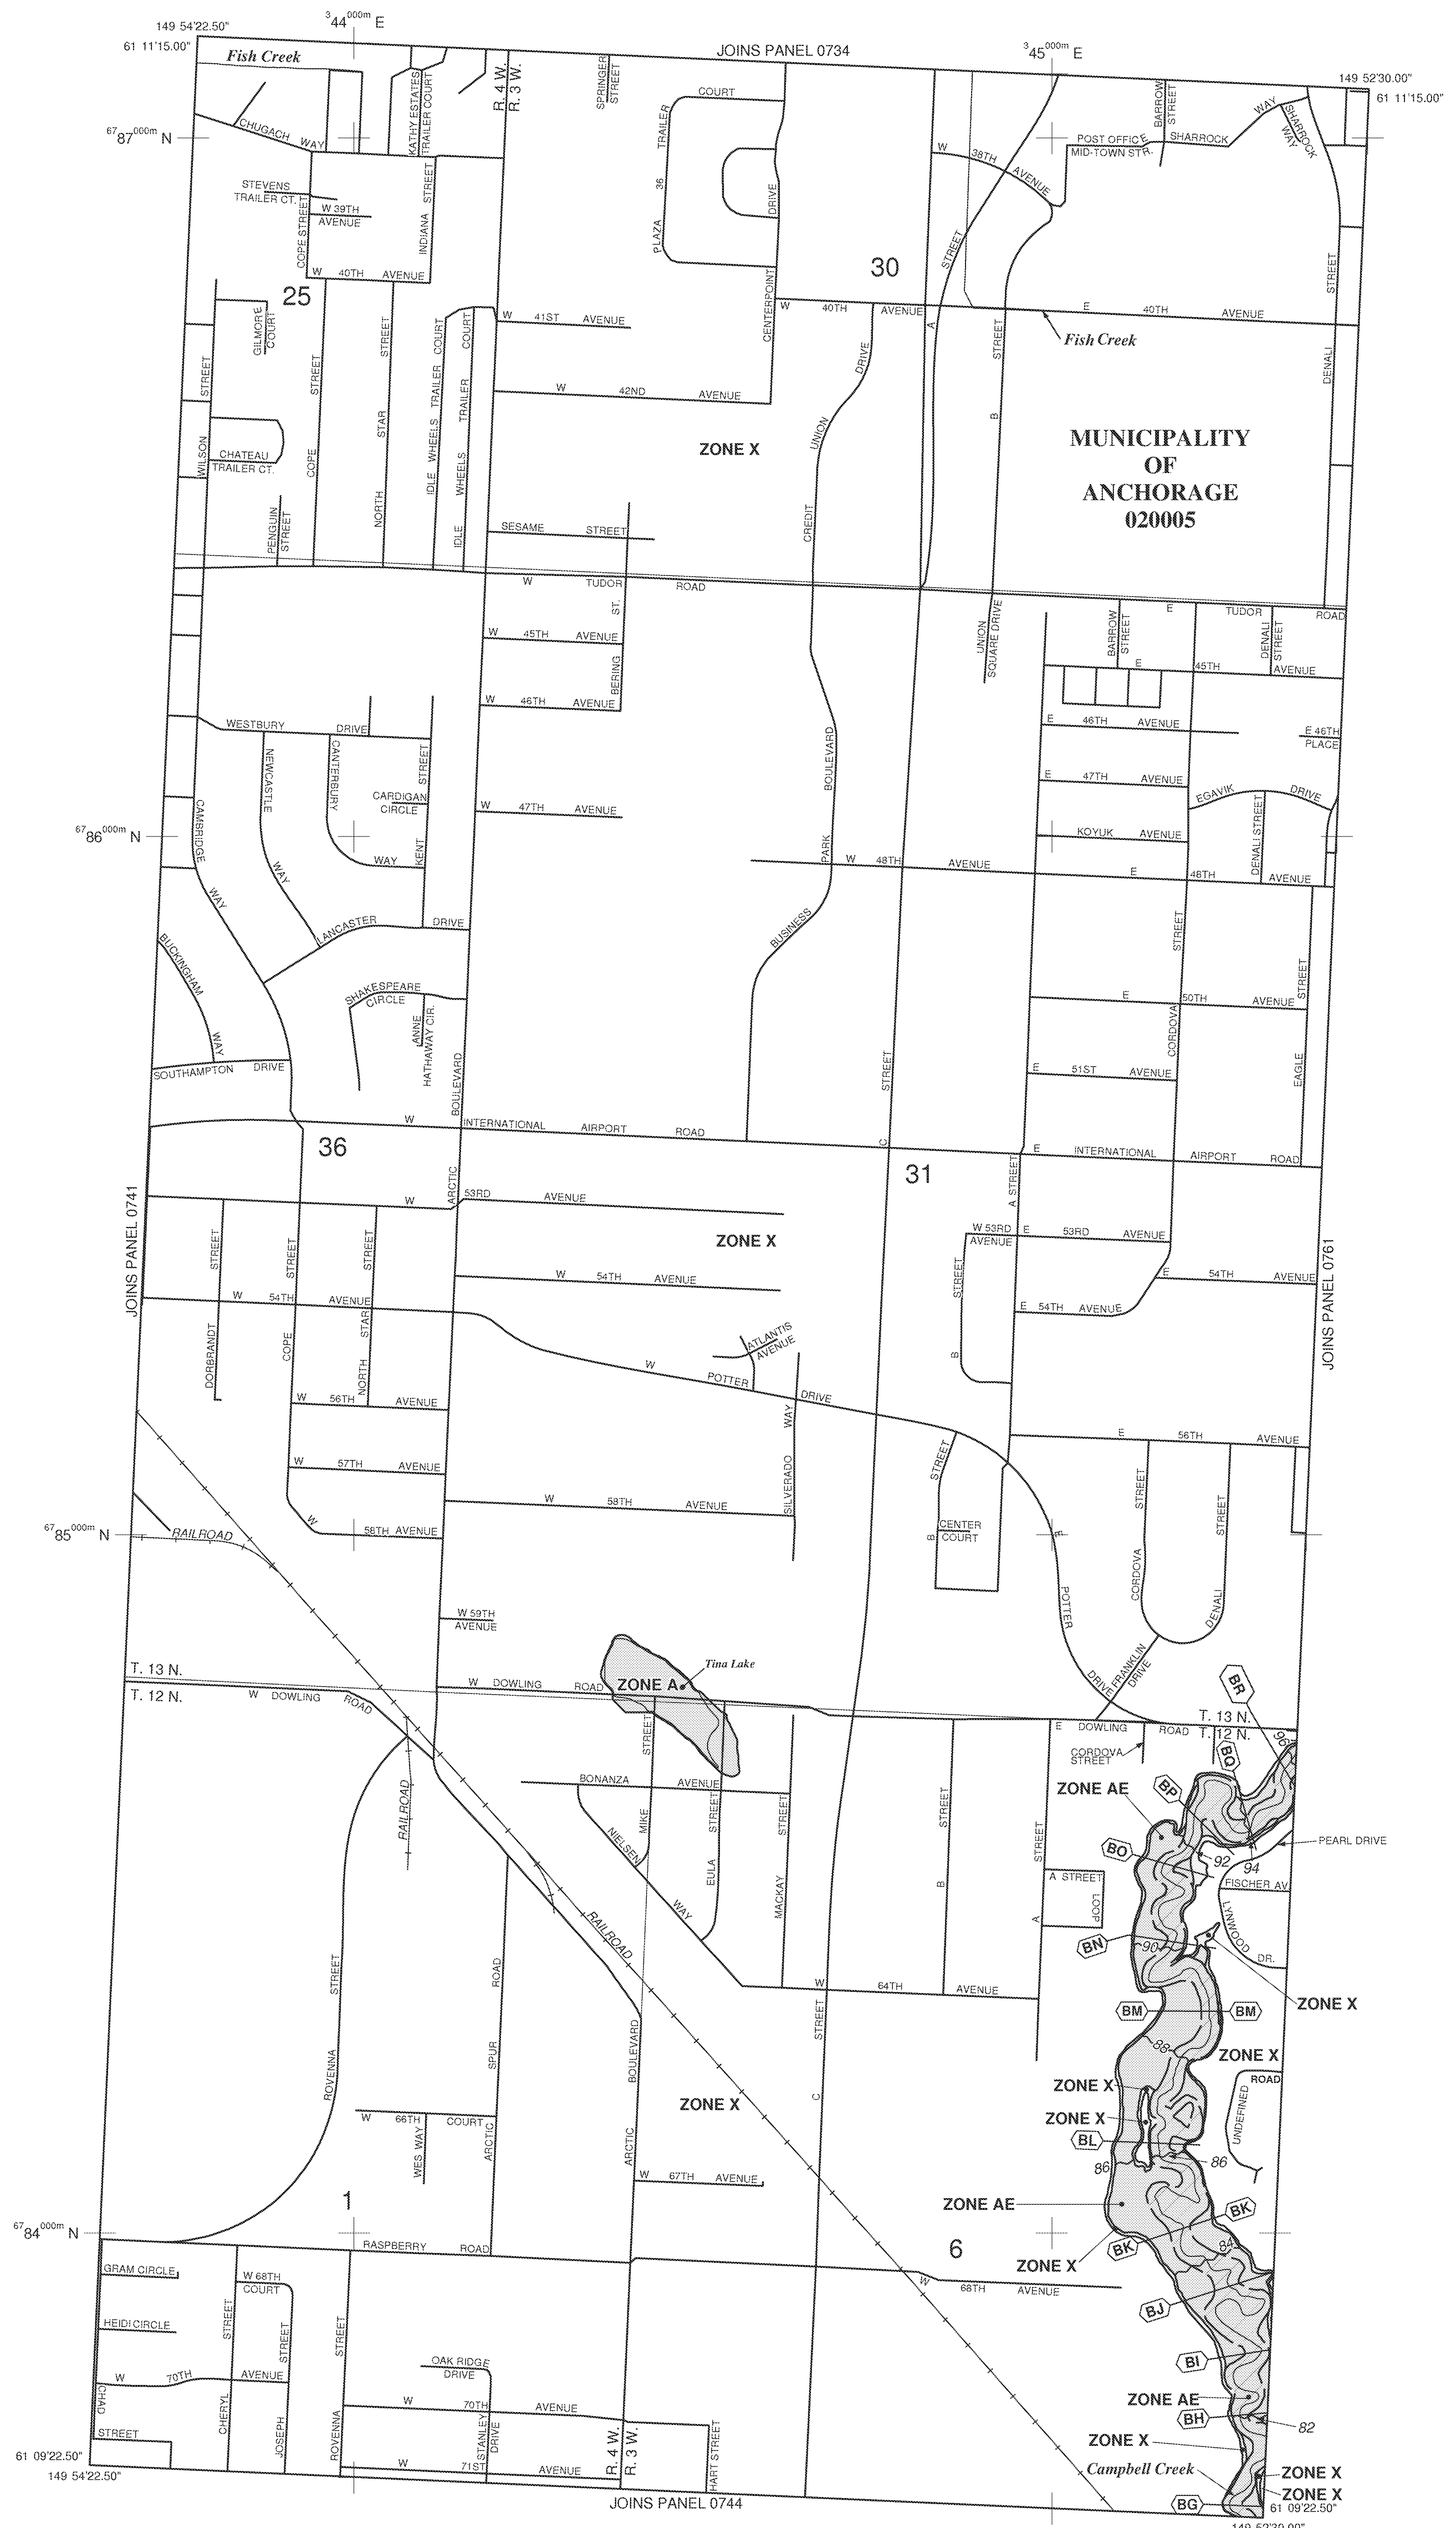 149 54'22.50"
344000m E
JOINS PANEL 0734
345000m E
149 52'30.00"
61 11'15.00"
61 11'15.00"
Fish Creek
R. 4 W.
R. 3 W.
KATHY ESTATES
TRAILER COURT
SPRINGER
STREET
TRAILER
COURT
BARROW
STREET
WAY
SHARROCK
WAY
6787000m N
CHUGACH WAY
W 38TH AVENUE
POST OFFICE
MID-TOWN STR.
E
SHARROCK
STEVENS
TRAILER CT.
W 39TH
AVENUE
COPE STREET
INDIANA STREET
36
PLAZA
DRIVE
W 40TH AVENUE
25
30
STREET
STREET
GILMORE
COURT
W 41ST AVENUE
CENTERPOINT
W 40TH AVENUE
A
E 40TH AVENUE
Fish Creek
STREET
STREET
STREET
STREET
IDLE WHEELS TRAILER COURT
IDLE WHEELS TRAILER COURT
DRIVE
DENALI
W 42ND AVENUE
STAR
UNION
B
ZONE X
MUNICIPALITY
OF
ANCHORAGE
020005
WILSON
CHATEAU
TRAILER CT.
COPE
NORTH
PENGUIN
STREET
CREDIT
SESAME STREET
W TUDOR ROAD
E TUDOR ROAD
ST.
BERING
W 45TH AVENUE
UNION
SQUARE DRIVE
BARROW
STREET
DENALI
STREET
E 45TH AVENUE
W 46TH AVENUE
E 46TH AVENUE
E 46TH
PLACE
WESTBURY DRIVE
NEWCASTLE
WAY
CANTERBURY
WAY
CARDIGAN
CIRCLE
STREET
KENT
BOULEVARD
PARK
E 47TH AVENUE
W 47TH AVENUE
EGAVIK DRIVE
6786000m N
CAMBRIDGE
WAY
KOYUK AVENUE
DENALI STREET
W 48TH AVENUE
E 48TH AVENUE
LANCASTER DRIVE
BUSINESS
STREET
BUCKINGHAM
WAY
SHAKESPEARE
CIRCLE
ANNE
HATHAWAY CIR.
E 50TH AVENUE
STREET
CORDOVA
SOUTHAMPTON DRIVE
BOULEVARD
STREET
E 51ST AVENUE
EAGLE
W INTERNATIONAL AIRPORT ROAD
C
E INTERNATIONAL AIRPORT ROAD
36
31
JOINS PANEL 0741
ARCTIC
A STREET
W 53RD AVENUE
W 53RD
AVENUE
E 53RD AVENUE
JOINS PANEL 0761
STREET
STREET
STREET
ZONE X
STREET
W 54TH AVENUE
E 54TH AVENUE
W 54TH AVENUE
E 54TH AVENUE
DORBRANDT
COPE
NORTH STAR
ATLANTIS
AVENUE
B
W POTTER DRIVE
W 56TH AVENUE
WAY
SILVERADO
E 56TH AVENUE
STREET
W 57TH AVENUE
STREET
STREET
W 58TH AVENUE
6785000m N
RAILROAD
W 58TH AVENUE
B
CENTER
COURT
E
CORDOVA
DENALI
POTTER
DRIVE
W 59TH
AVENUE
FRANKLIN
DRIVE
Tina Lake
ZONE A
T. 13 N.
T. 12 N.
W DOWLING ROAD
W DOWLING ROAD
E DOWLING ROAD
T. 13 N.
T. 12 N.
BR
CORDOVA
STREET
BQ
96
STREET
BONANZA AVENUE
ZONE AE
BP
RAILROAD
MIKE
NIELSEN
WAY
STREET
EULA
STREET
MACKAY
STREET
B
STREET
A
PEARL DRIVE
BO
92
94
A STREET
LOOP
FISCHER AV
LYNWOOD
DR.
RAILROAD
BN
90
STREET
ROVENNA
ROAD
SPUR
ARCTIC
W 64TH AVENUE
ZONE X
BM
BM
STREET
C
BOULEVARD
ARCTIC
88
ZONE X
ZONE X
ROAD
UNDEFINED
ZONE X
ZONE X
W 66TH COURT
WES WAY
BL
86
86
W 67TH AVENUE
1
ZONE AE
BK
6784000m N
RASPBERRY ROAD
6
BK
84
ZONE X
GRAM CIRCLE
W 68TH
COURT
W 68TH AVENUE
BJ
HEIDI CIRCLE
STREET
STREET
STREET
BI
OAK RIDGE
DRIVE
W 70TH AVENUE
W 70TH AVENUE
ZONE AE
CHAD
STREET
CHERYL
JOSEPH
ROVENNA
STANLEY
DRIVE
R. 4 W.
R. 3 W.
HART STREET
BH
82
ZONE X
61 09'22.50"
W 71ST AVENUE
Campbell Creek
ZONE X
ZONE X
149 54'22.50"
JOINS PANEL 0744
BG
61 09'22.50"
149 52'30.00"